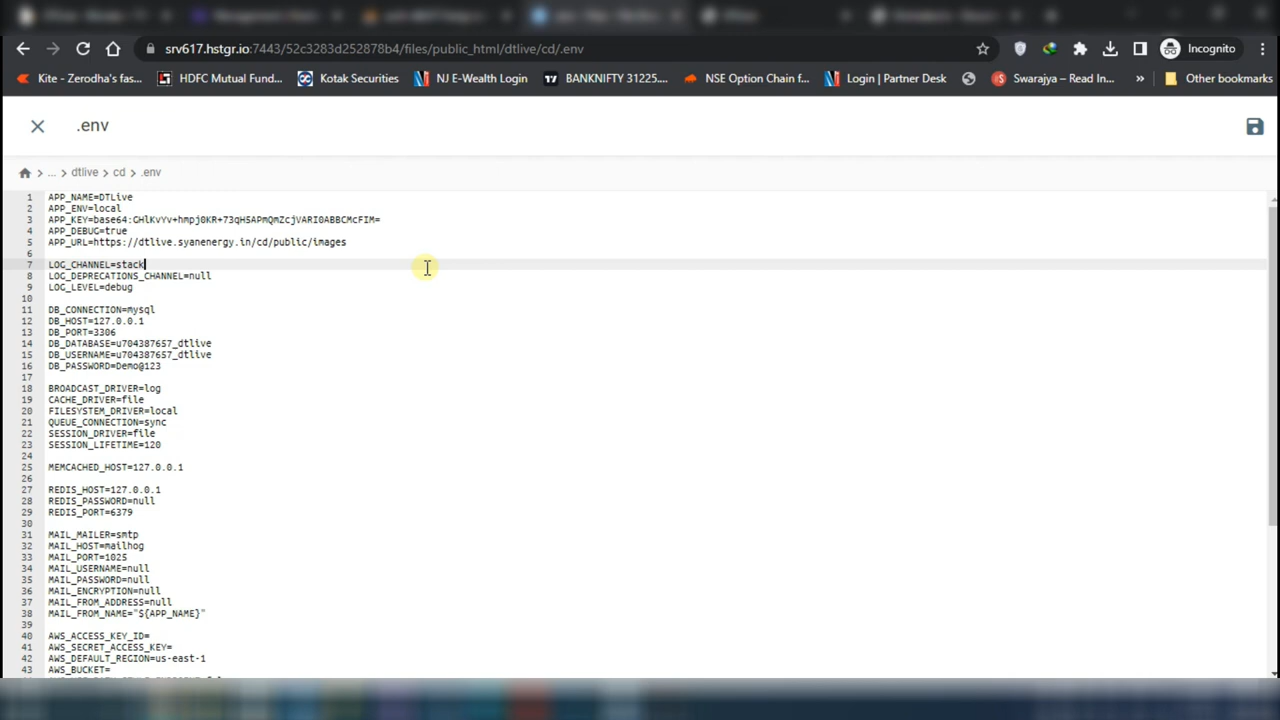 srv617.hstgr.io:7443/52c3283d252878b4/files/public_html/dtlive/cd/.env
Incognito
Kite - Zerodha's fas...
HDFC Mutual Fund...
Kotak Securities
NJ E-Wealth Login
BANKNIFTY 31225....
NSE Option Chain f...
Login | Partner Desk
Swarajya – Read In...
»
Other bookmarks
.env
... > dtlive > cd > .env
1 APP_NAME=DTLive
2 APP_ENV=local
3 APP_KEY=base64:GHlKvYv+hmpj0KR+73qH5APmQmZcjVARI0ABBCMcFIM=
4 APP_DEBUG=true
5 APP_URL=https://dtlive.syanenergy.in/cd/public/images
6
7 LOG_CHANNEL=stack
8 LOG_DEPRECATIONS_CHANNEL=null
9 LOG_LEVEL=debug
10
11 DB_CONNECTION=mysql
12 DB_HOST=127.0.0.1
13 DB_PORT=3306
14 DB_DATABASE=u704387657_dtlive
15 DB_USERNAME=u704387657_dtlive
16 DB_PASSWORD=Demo@123
17
18 BROADCAST_DRIVER=log
19 CACHE_DRIVER=file
20 FILESYSTEM_DRIVER=local
21 QUEUE_CONNECTION=sync
22 SESSION_DRIVER=file
23 SESSION_LIFETIME=120
24
25 MEMCACHED_HOST=127.0.0.1
26
27 REDIS_HOST=127.0.0.1
28 REDIS_PASSWORD=null
29 REDIS_PORT=6379
30
31 MAIL_MAILER=smtp
32 MAIL_HOST=mailhog
33 MAIL_PORT=1025
34 MAIL_USERNAME=null
35 MAIL_PASSWORD=null
36 MAIL_ENCRYPTION=null
37 MAIL_FROM_ADDRESS=null
38 MAIL_FROM_NAME="${APP_NAME}"
39
40 AWS_ACCESS_KEY_ID=
41 AWS_SECRET_ACCESS_KEY=
42 AWS_DEFAULT_REGION=us-east-1
43 AWS_BUCKET=